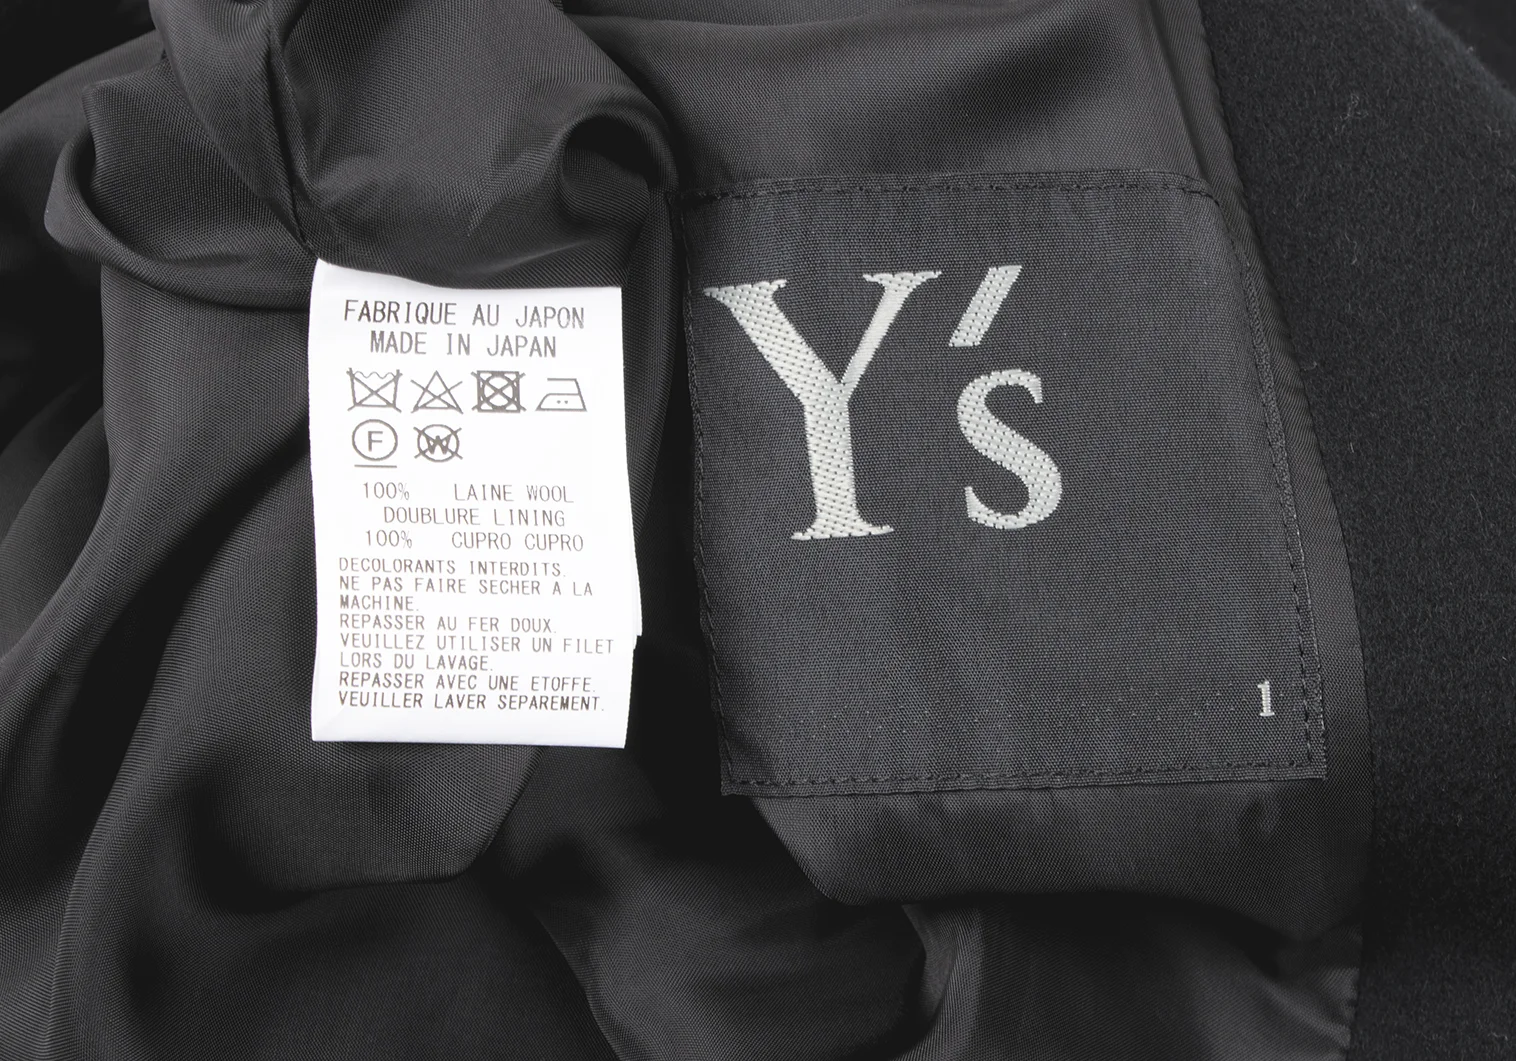 FABRIQUE AU JAPON
MADE IN JAPAN
F W
100% LAINE WOOL
DOUBLURE LINING
100% CUPRO CUPRO
DECOLORANTS INTERDITS.
NE PAS FAIRE SECHER A LA
MACHINE.
REPASSER AU FER DOUX.
VEUILLEZ UTILISER UN FILET
LORS DU LAVAGE.
REPASSER AVEC UNE ETOFFE.
VEUILLER LAVER SEPAREMENT.
Y's
1